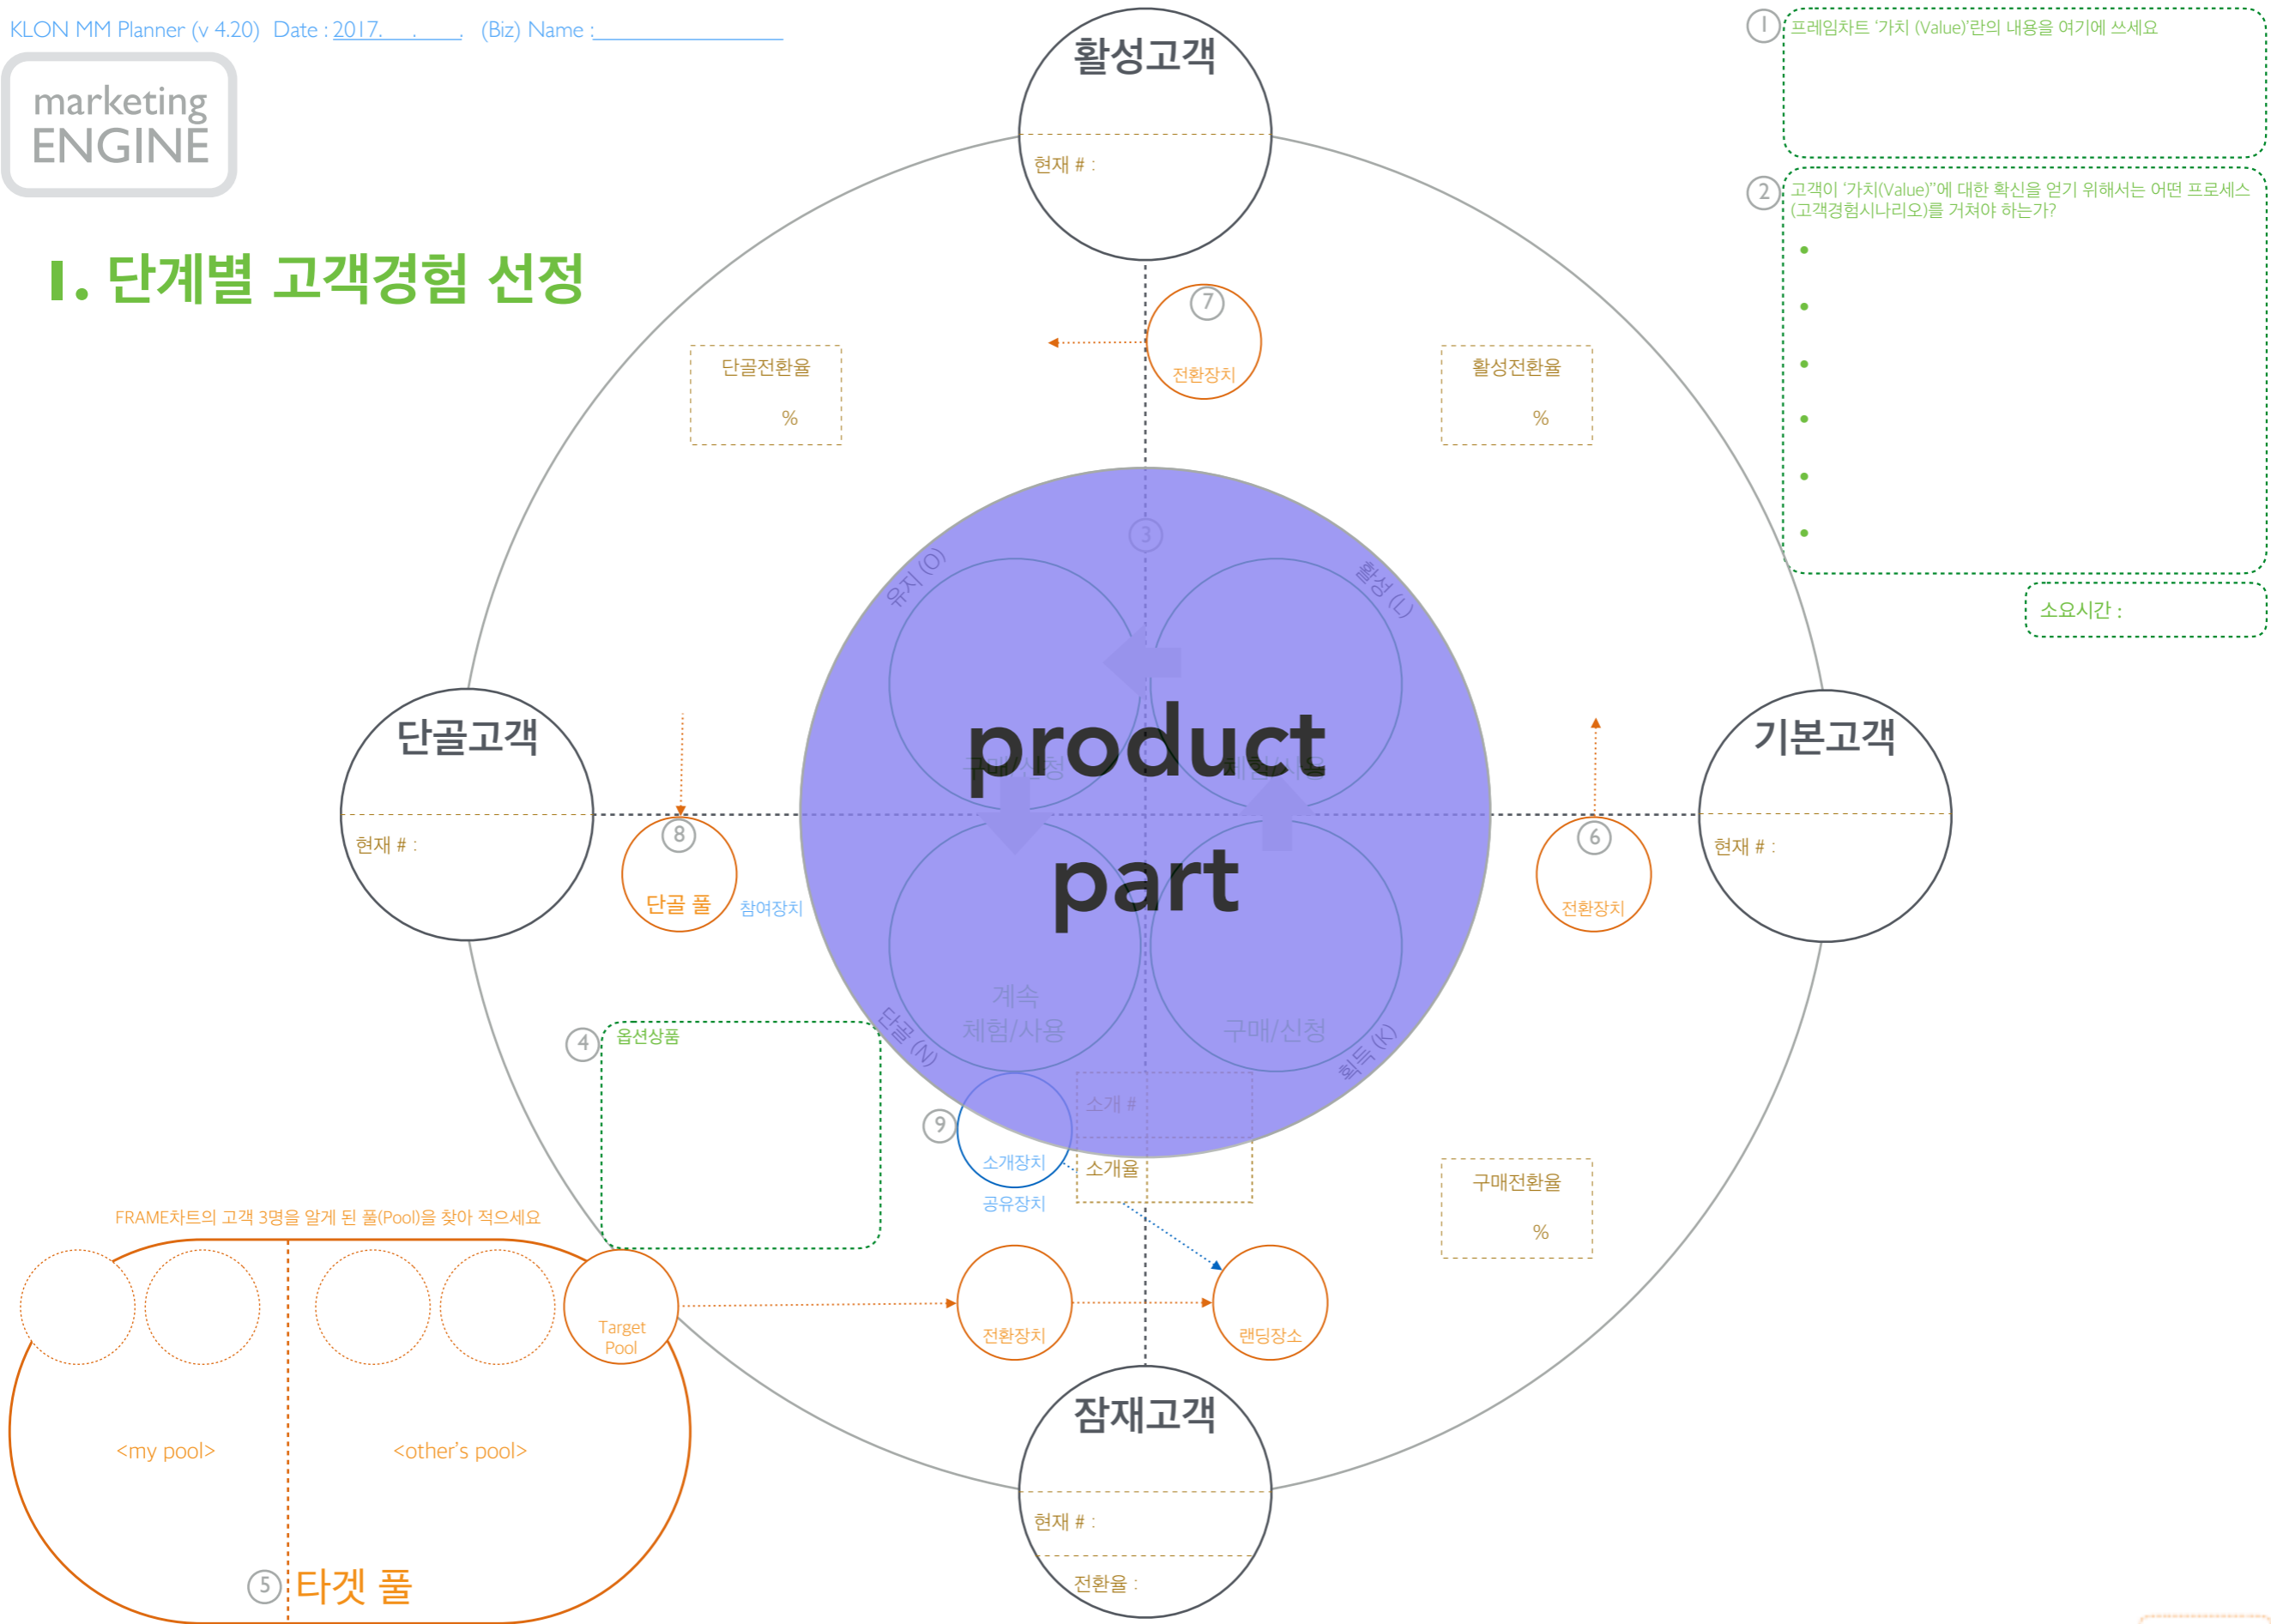 KLON MM Planner (v 4.20) Date : 2017. . . (Biz) Name :
marketing
ENGINE
1. 단계별 고객경험 선정
활성고객
현재 # :
1
프레임차트 ‘가치 (Value)’란의 내용을 여기에 쓰세요
2
고객이 ‘가치(Value)”에 대한 확신을 얻기 위해서는 어떤 프로세스
(고객경험시나리오)를 거쳐야 하는가?
•
•
•
•
•
•
소요시간 :
7
전환장치
단골전환율
%
활성전환율
%
3
유지 (O)
활성 (L)
구매/신청
체험/사용
product
part
단골고객
현재 # :
8
단골 풀
참여장치
6
전환장치
기본고객
현재 # :
계속
체험/사용
구매/신청
단골 (N)
획득 (K)
4
옵션상품
9
소개장치
공유장치
소개 #
소개율
구매전환율
%
FRAME차트의 고객 3명을 알게 된 풀(Pool)을 찾아 적으세요
Target
Pool
전환장치
랜딩장소
<my pool>
<other’s pool>
5
타겟 풀
잠재고객
현재 # :
전환율 :